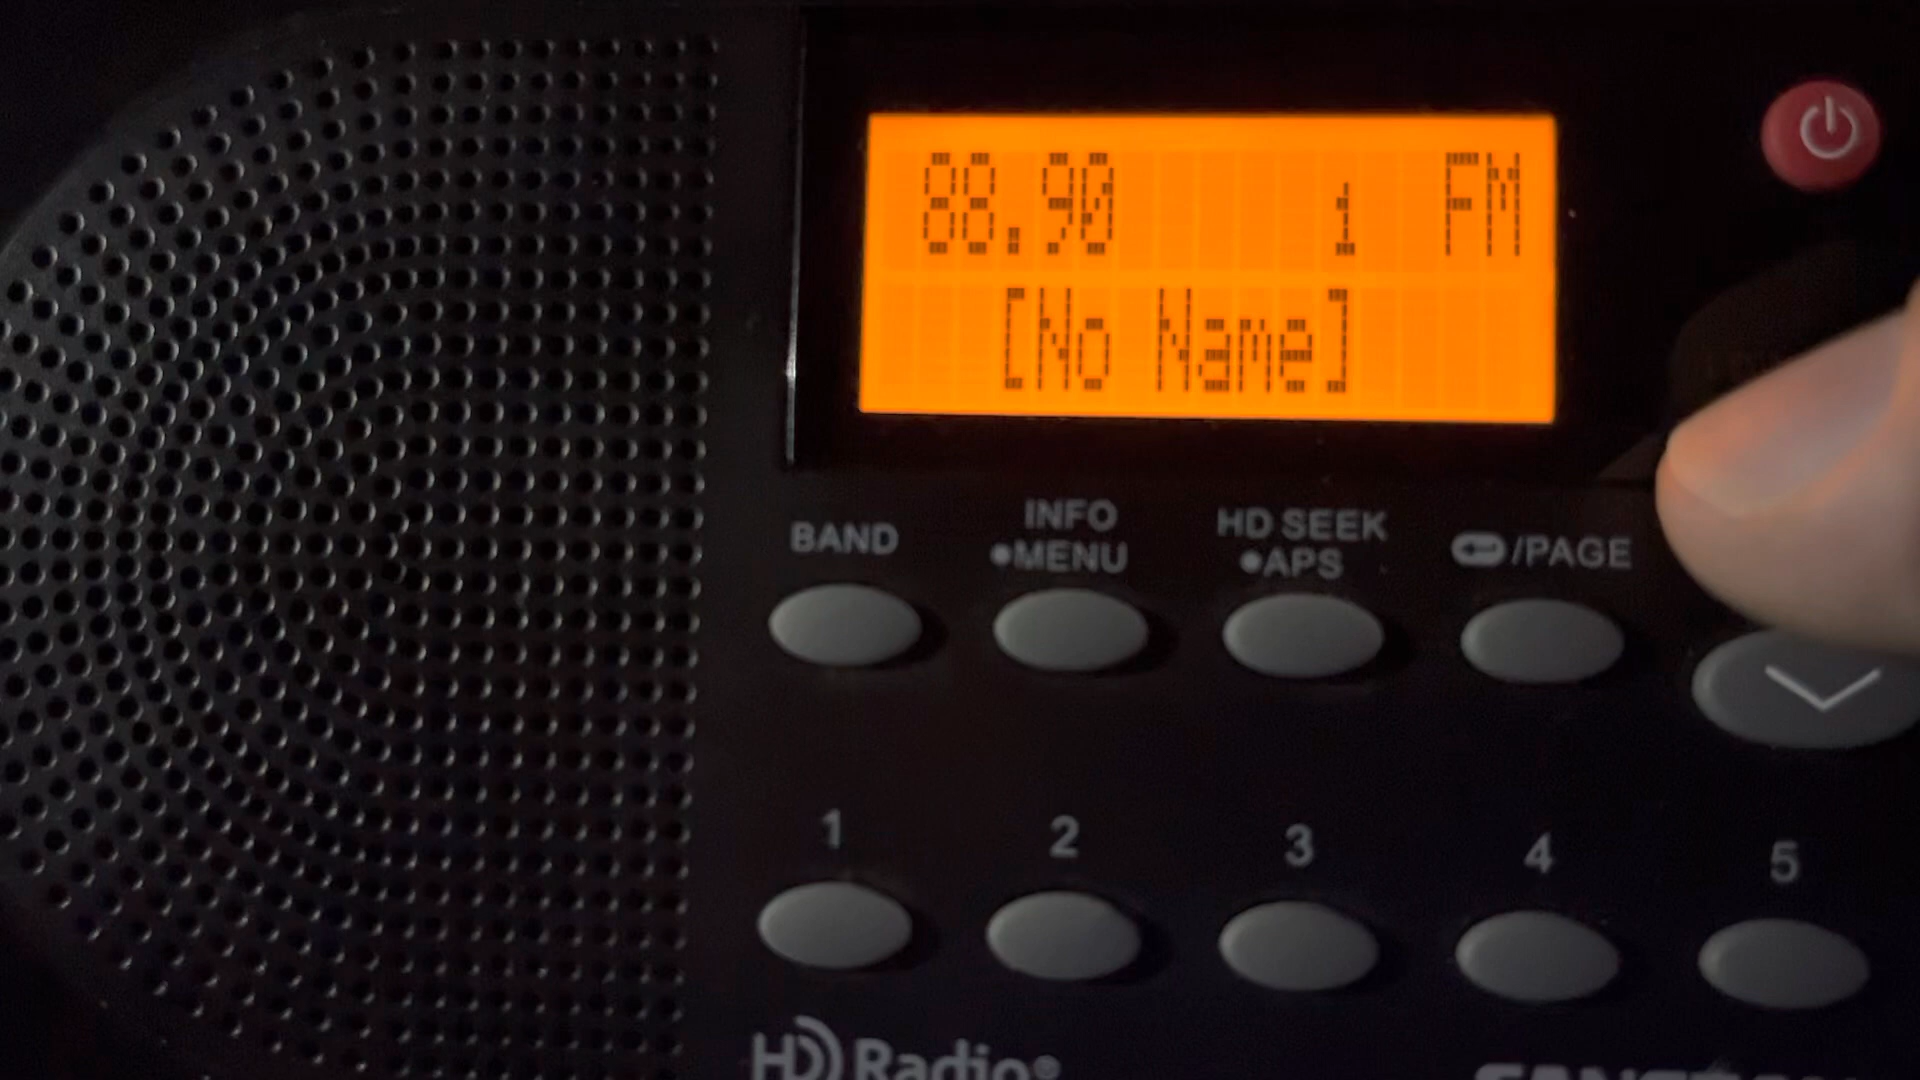 88.90 1 FM
[No Name]
BAND
INFO
•MENU
HD SEEK
•APS
/PAGE
1 2 3 4 5
HD Radio®